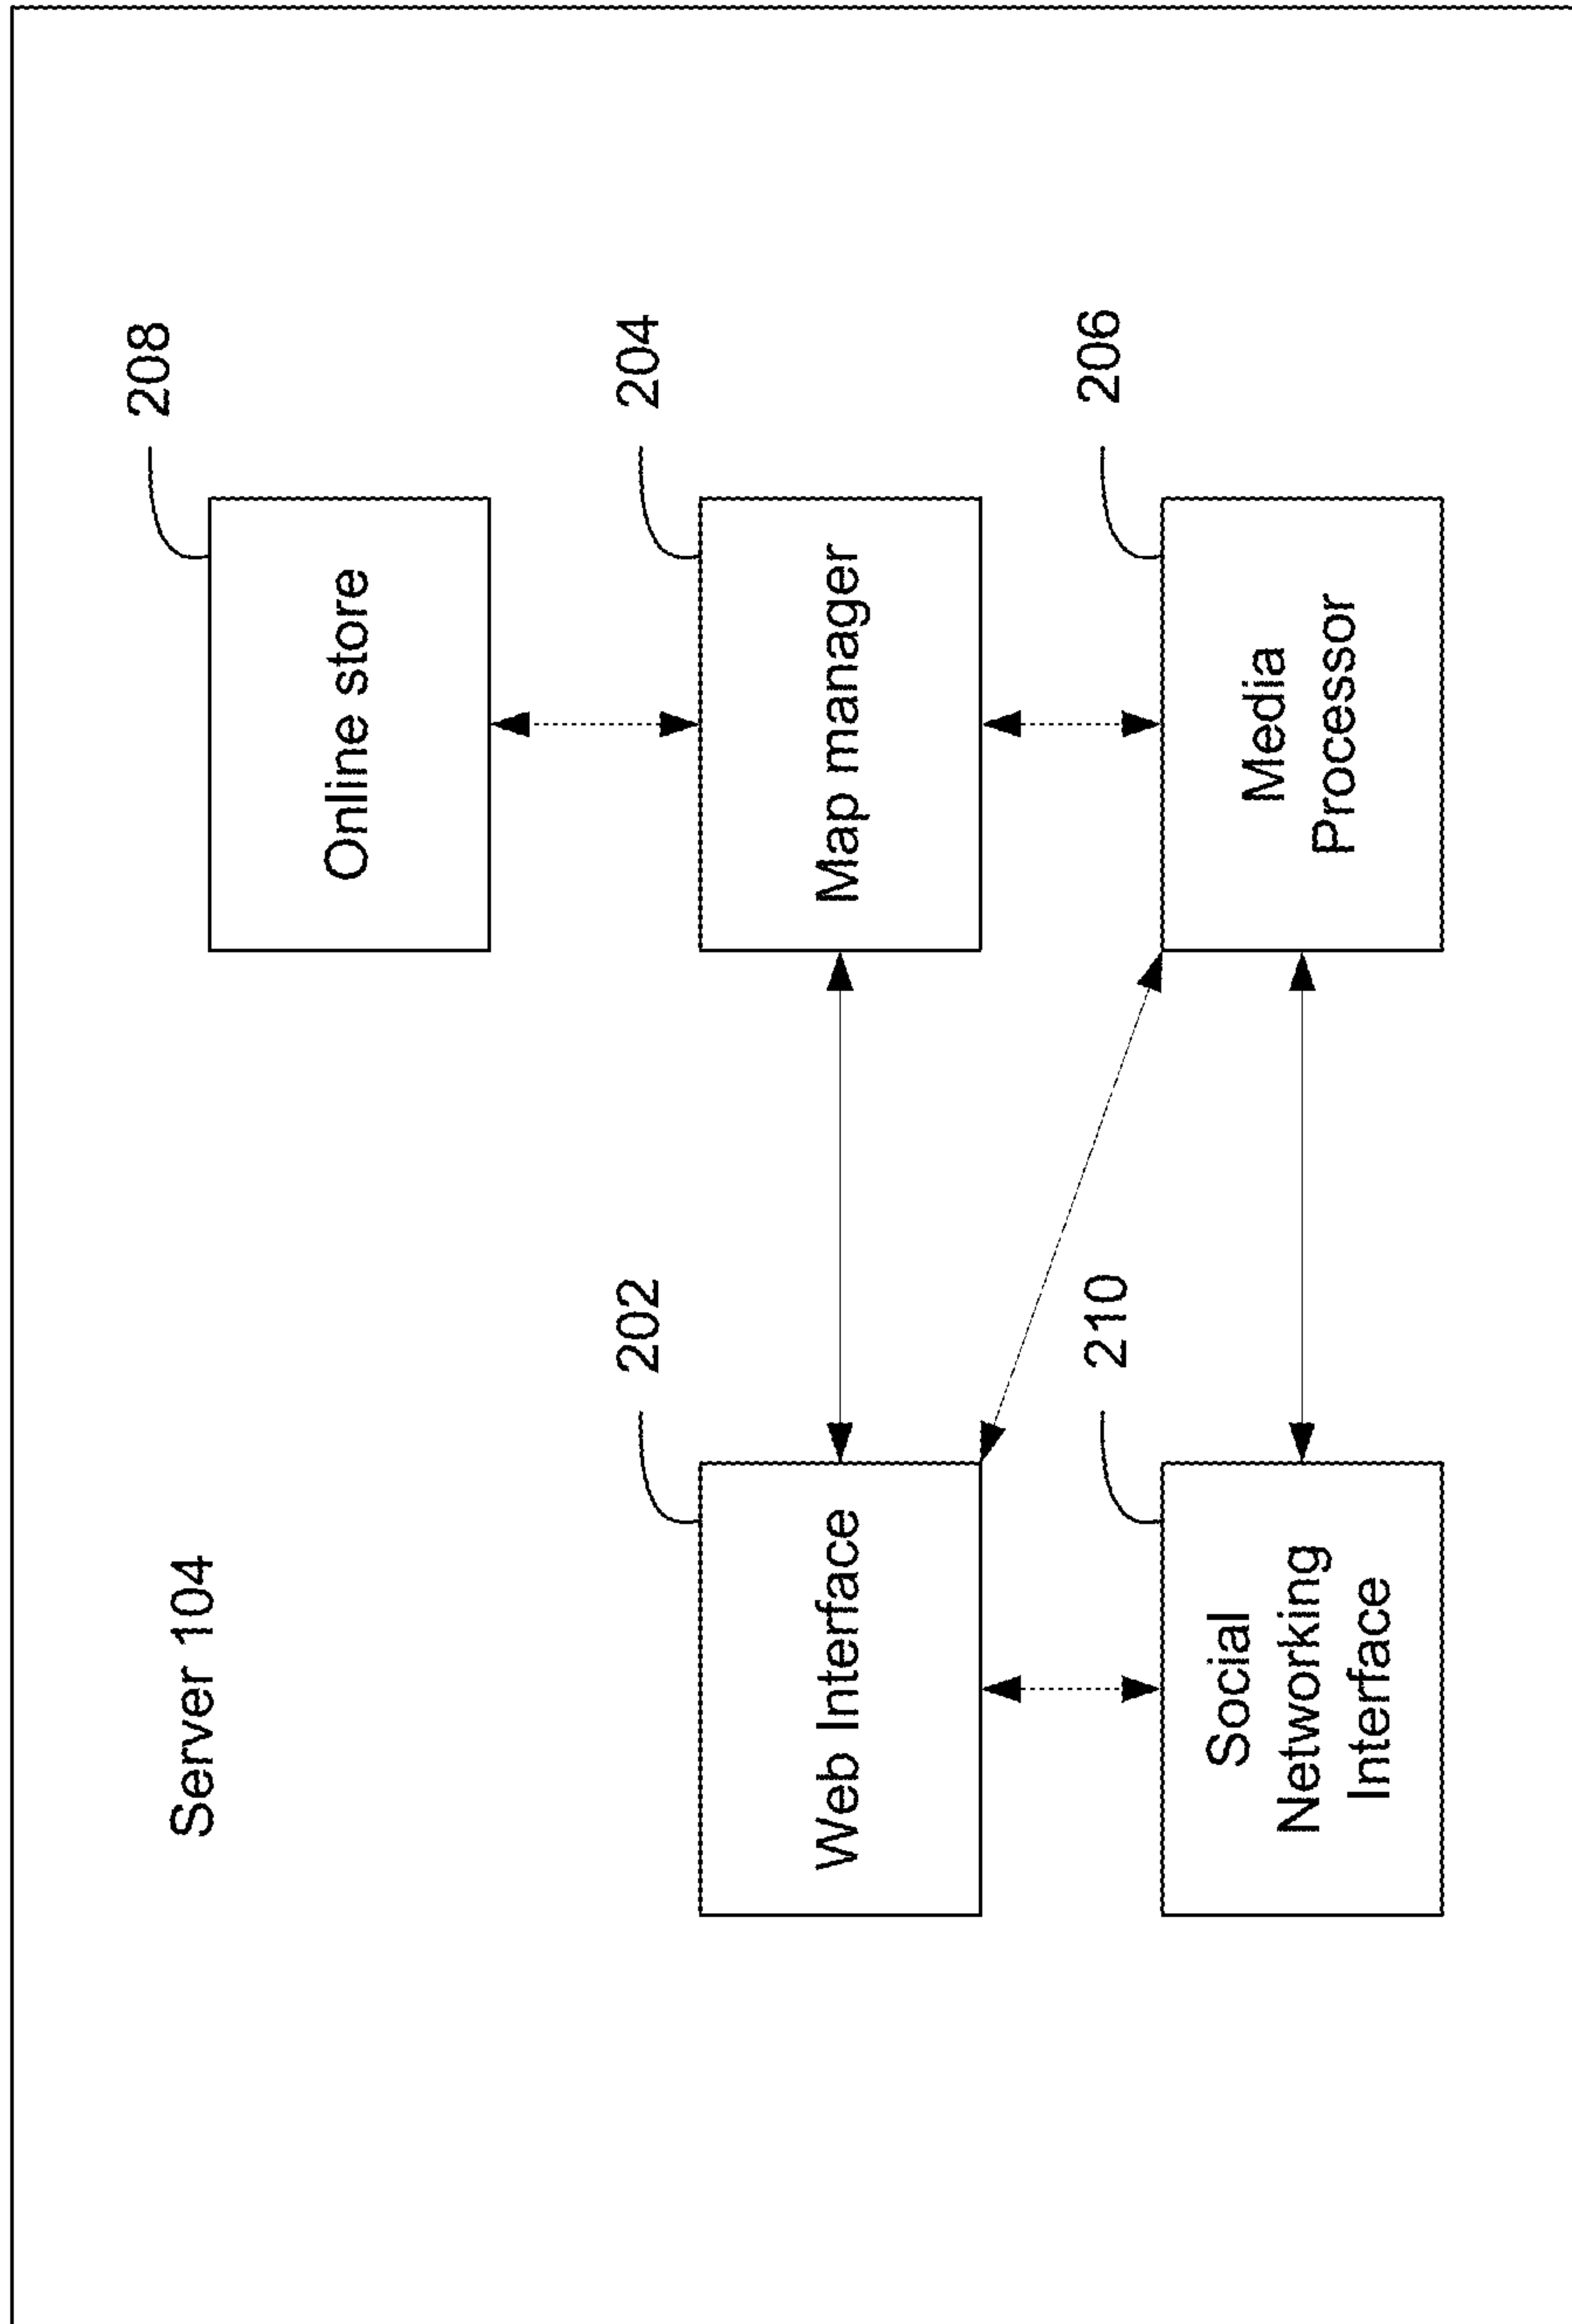 Server 104
208
Online store
202
Web Interface
204
Map manager
210
Social
Networking
Interface
206
Media
Processor